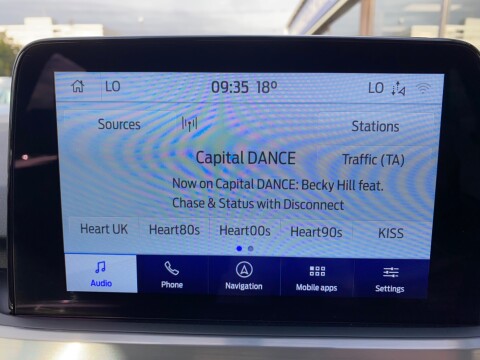 LO 09:35 18° LO
Sources Stations
Capital DANCE Traffic (TA)
Now on Capital DANCE: Becky Hill feat.
Chase & Status with Disconnect
Heart UK Heart80s Heart00s Heart90s KISS
Audio Phone Navigation Mobile apps Settings